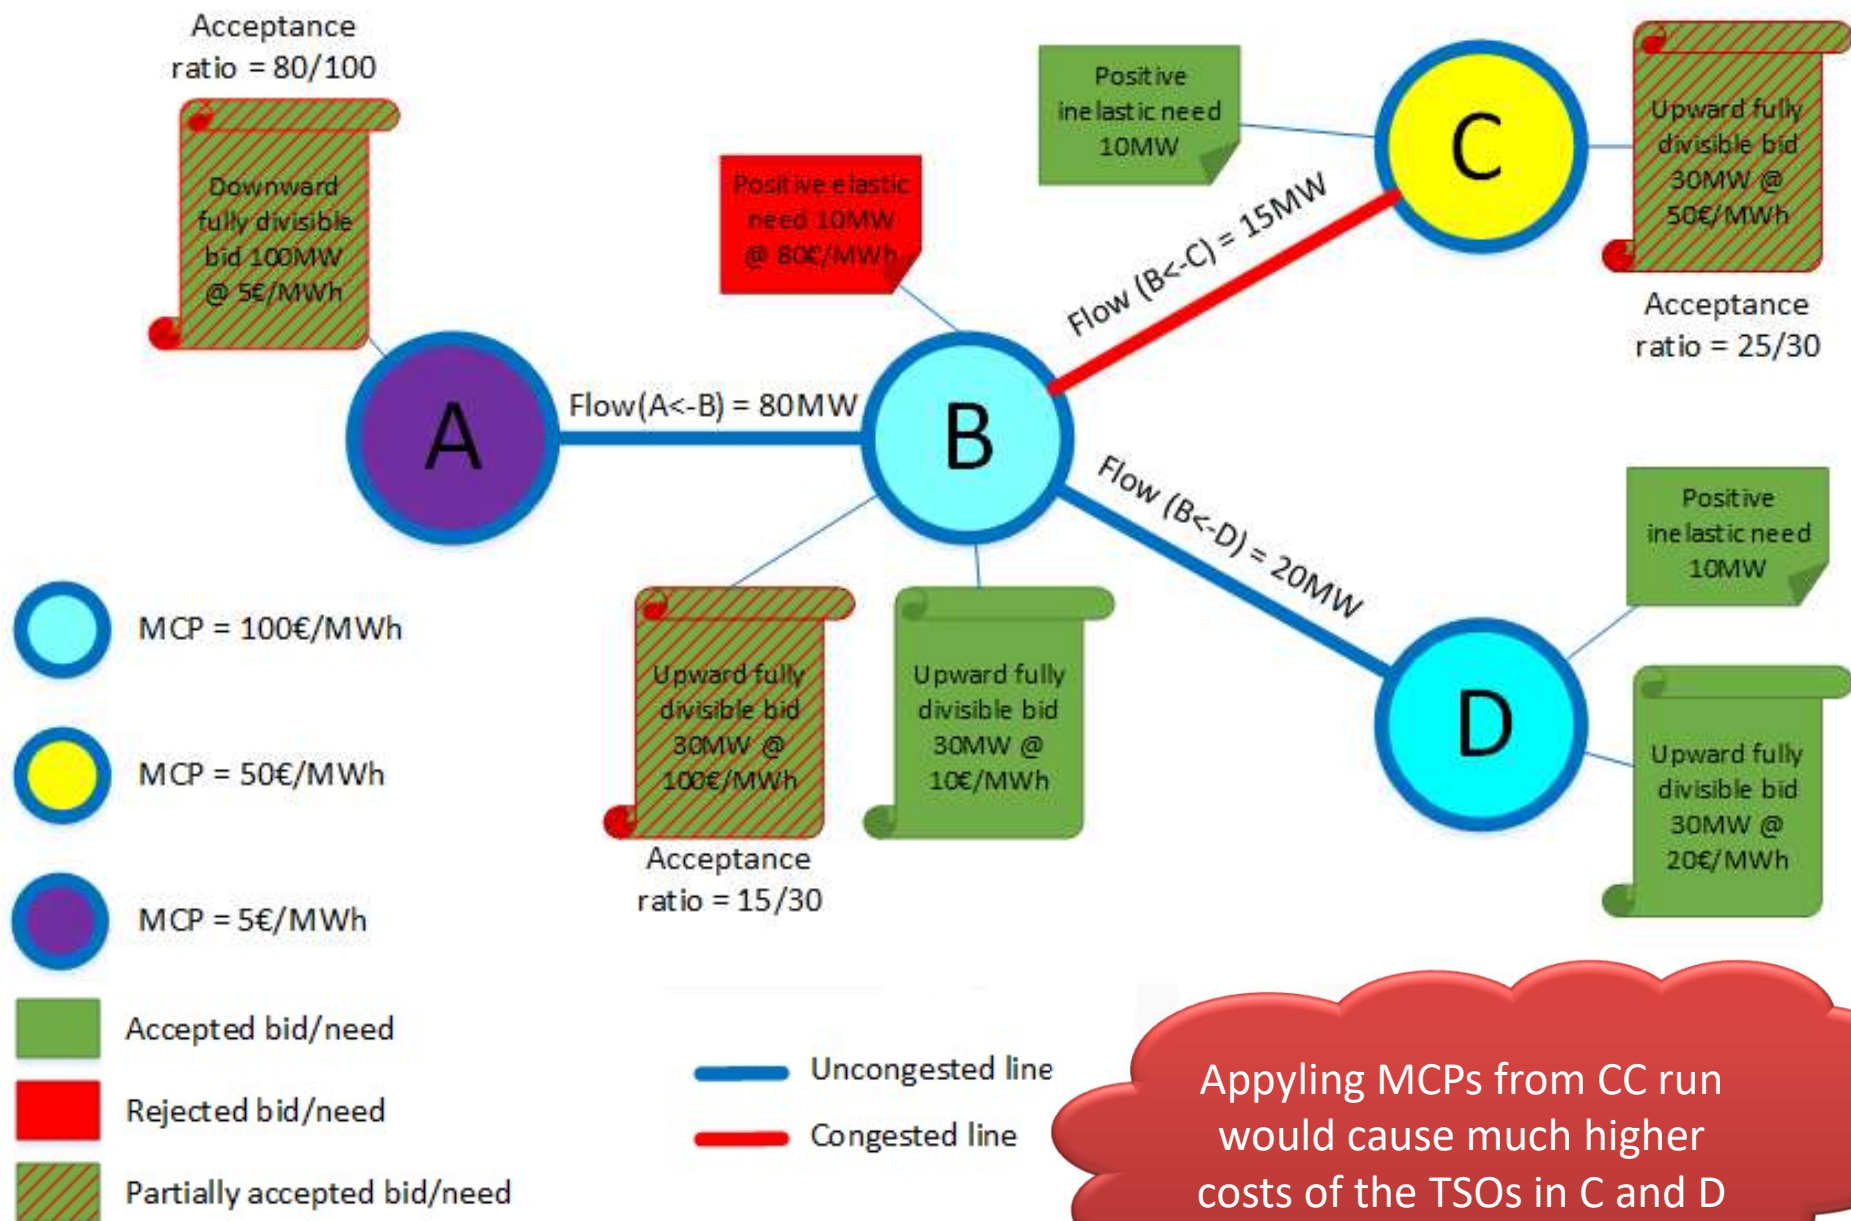 Acceptance
ratio = 80/100
Downward
fully divisible
bid 100MW
@ 5€/MWh
A
Flow(A<-B) = 80MW
Positive elastic
need 10MW
@ 80€/MWh
B
Positive
inelastic need
10MW
C
Upward fully
divisible bid
30MW @
50€/MWh
Acceptance
ratio = 25/30
Flow (B<-C) = 15MW
Flow (B<-D) = 20MW
Positive
inelastic need
10MW
D
Upward fully
divisible bid
30MW @
20€/MWh
Upward fully
divisible bid
30MW @
100€/MWh
Acceptance
ratio = 15/30
Upward fully
divisible bid
30MW @
10€/MWh
MCP = 100€/MWh
MCP = 50€/MWh
MCP = 5€/MWh
Accepted bid/need
Rejected bid/need
Partially accepted bid/need
Uncongested line
Congested line
Appyling MCPs from CC run
would cause much higher
costs of the TSOs in C and D